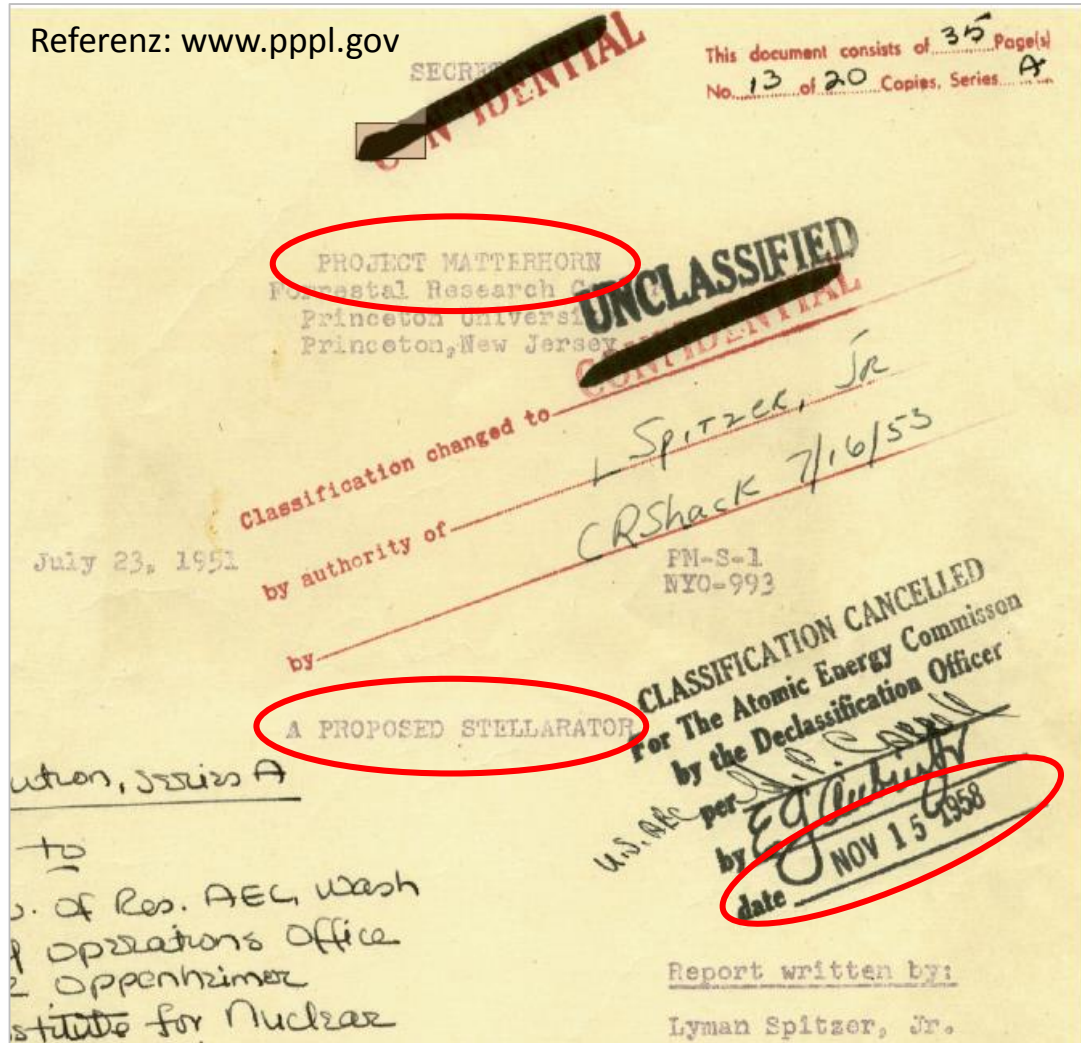 Referenz: www.pppl.gov
SECRET
CONFIDENTIAL
This document consists of 35 Page(s)
No. 13 of 20 Copies, Series A
PROJECT MATTERHORN
Forrestal Research
Princeton Universi
Princeton, New Jersey
UNCLASSIFIED
CONFIDENTIAL
Classification changed to
by authority of L Spitzer, Jr
by CRShack 7/16/53
July 23, 1951
PM-S-1
NYO-993
A PROPOSED STELLARATOR
CLASSIFICATION CANCELLED
For The Atomic Energy Commisson
by the Declassification Officer
U.S. AEC per
by
date NOV 15 1958
ution, series A
to
. of Res. AEC, Wash
operations Office
Oppenheimer
stitute for Nuclear
Report written by:
Lyman Spitzer, Jr.